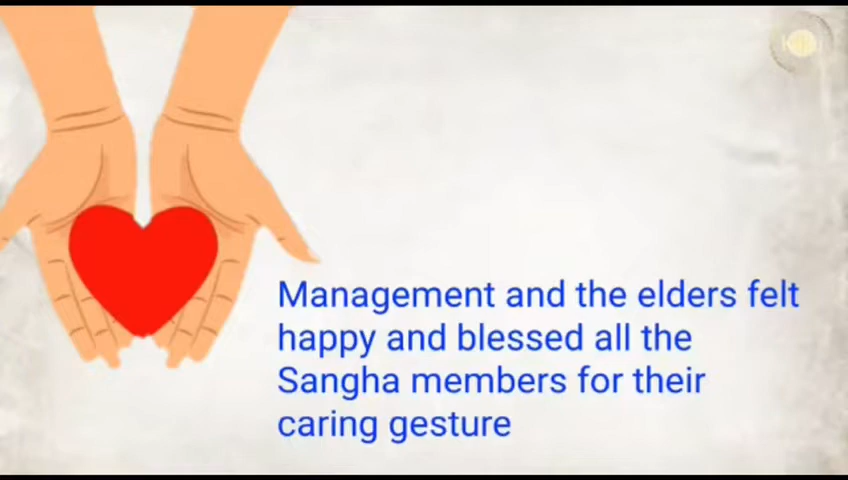 Management and the elders felt
happy and blessed all the
Sangha members for their
caring gesture